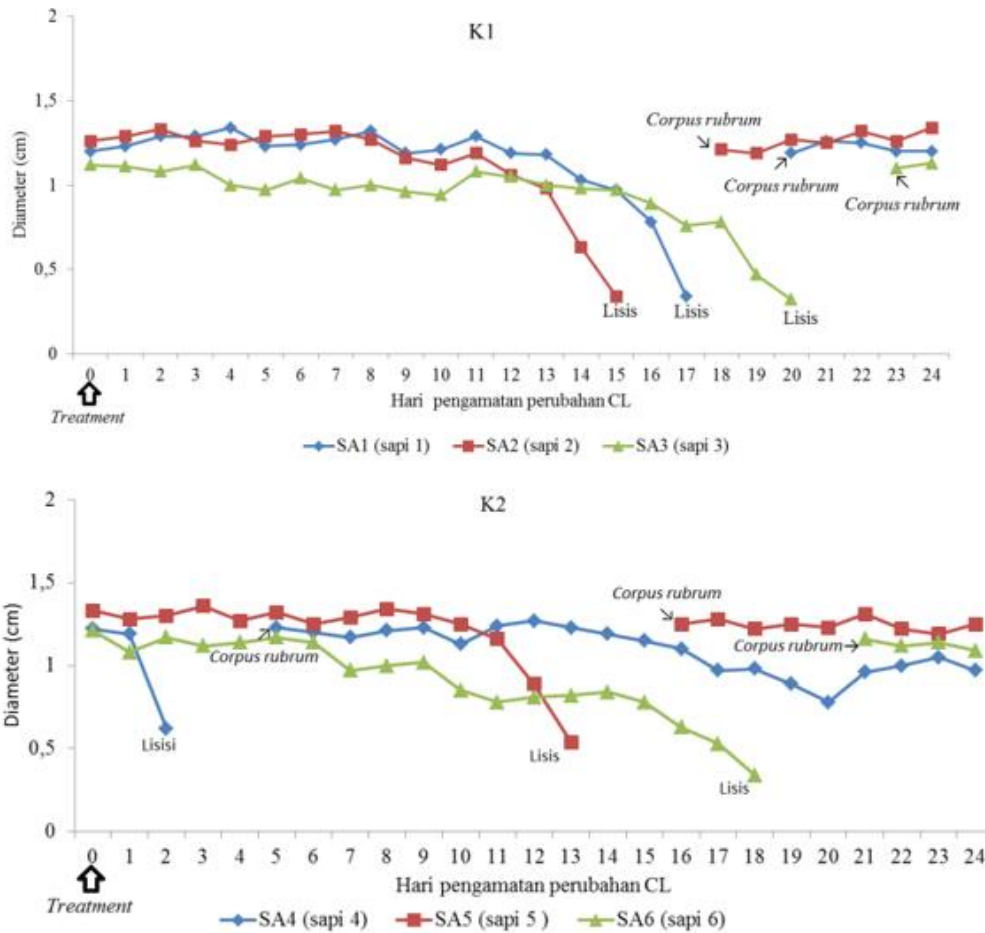 K1
2
1,5
1
0,5
0
Diameter (cm)
Corpus rubrum
Corpus rubrum
Corpus rubrum
Lisis
Lisis
Lisis
0 1 2 3 4 5 6 7 8 9 10 11 12 13 14 15 16 17 18 19 20 21 22 23 24
Hari pengamatan perubahan CL
Treatment
SA1 (sapi 1) SA2 (sapi 2) SA3 (sapi 3)
K2
2
1,5
1
0,5
0
Diameter (cm)
Corpus rubrum
Corpus rubrum
Corpus rubrum
Lisisi
Lisis
Lisis
0 1 2 3 4 5 6 7 8 9 10 11 12 13 14 15 16 17 18 19 20 21 22 23 24
Hari pengamatan perubahan CL
Treatment
SA4 (sapi 4) SA5 (sapi 5 ) SA6 (sapi 6)